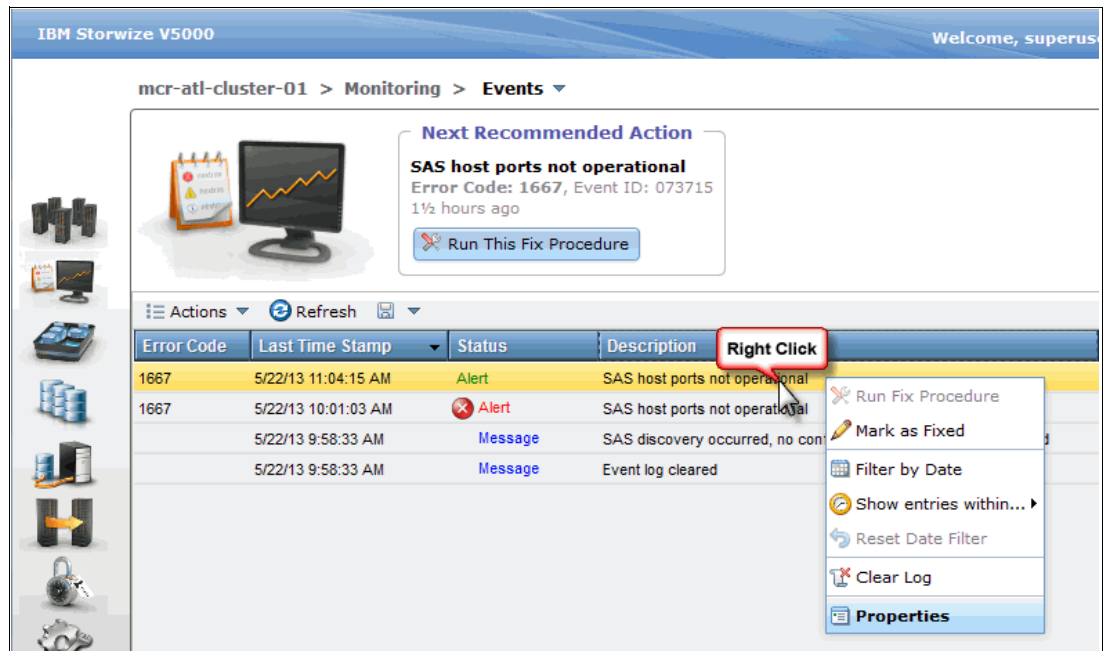 IBM Storwize V5000
Welcome, superus
mcr-atl-cluster-01 > Monitoring > Events
Next Recommended Action
SAS host ports not operational
Error Code: 1667, Event ID: 073715
1½ hours ago
Run This Fix Procedure
Actions Refresh
Error Code Last Time Stamp Status Description
Right Click
1667 5/22/13 11:04:15 AM Alert SAS host ports not operational
1667 5/22/13 10:01:03 AM Alert SAS host ports not operational
5/22/13 9:58:33 AM Message SAS discovery occurred, no con
5/22/13 9:58:33 AM Message Event log cleared
Run Fix Procedure
Mark as Fixed
Filter by Date
Show entries within...
Reset Date Filter
Clear Log
Properties